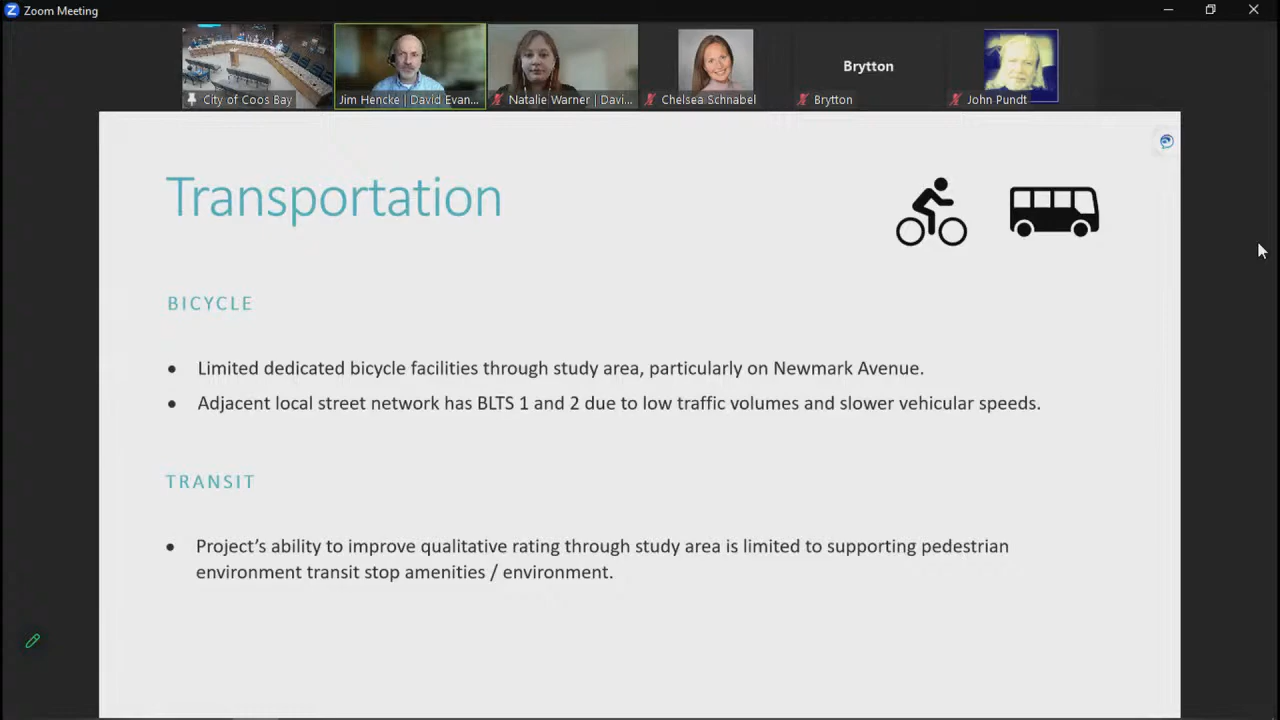 Zoom Meeting
City of Coos Bay
Jim Hencke | David Evan...
Natalie Warner | Davi...
Chelsea Schnabel
Brytton
Brytton
John Pundt
Transportation
BICYCLE
• Limited dedicated bicycle facilities through study area, particularly on Newmark Avenue.
• Adjacent local street network has BLTS 1 and 2 due to low traffic volumes and slower vehicular speeds.
TRANSIT
• Project’s ability to improve qualitative rating through study area is limited to supporting pedestrian
environment transit stop amenities / environment.